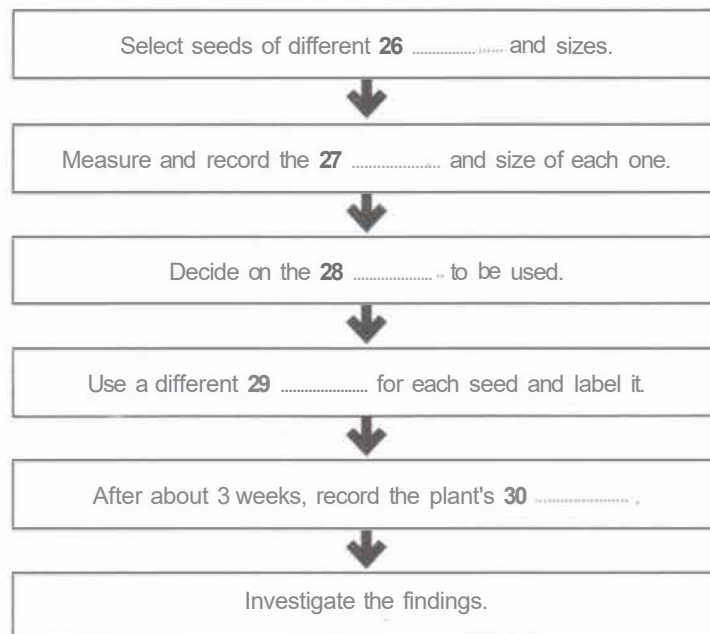 Select seeds of different 26 .................... and sizes.
Measure and record the 27 .................... and size of each one.
Decide on the 28 .................... to be used.
Use a different 29 .................... for each seed and label it.
After about 3 weeks, record the plant's 30 .................... .
Investigate the findings.